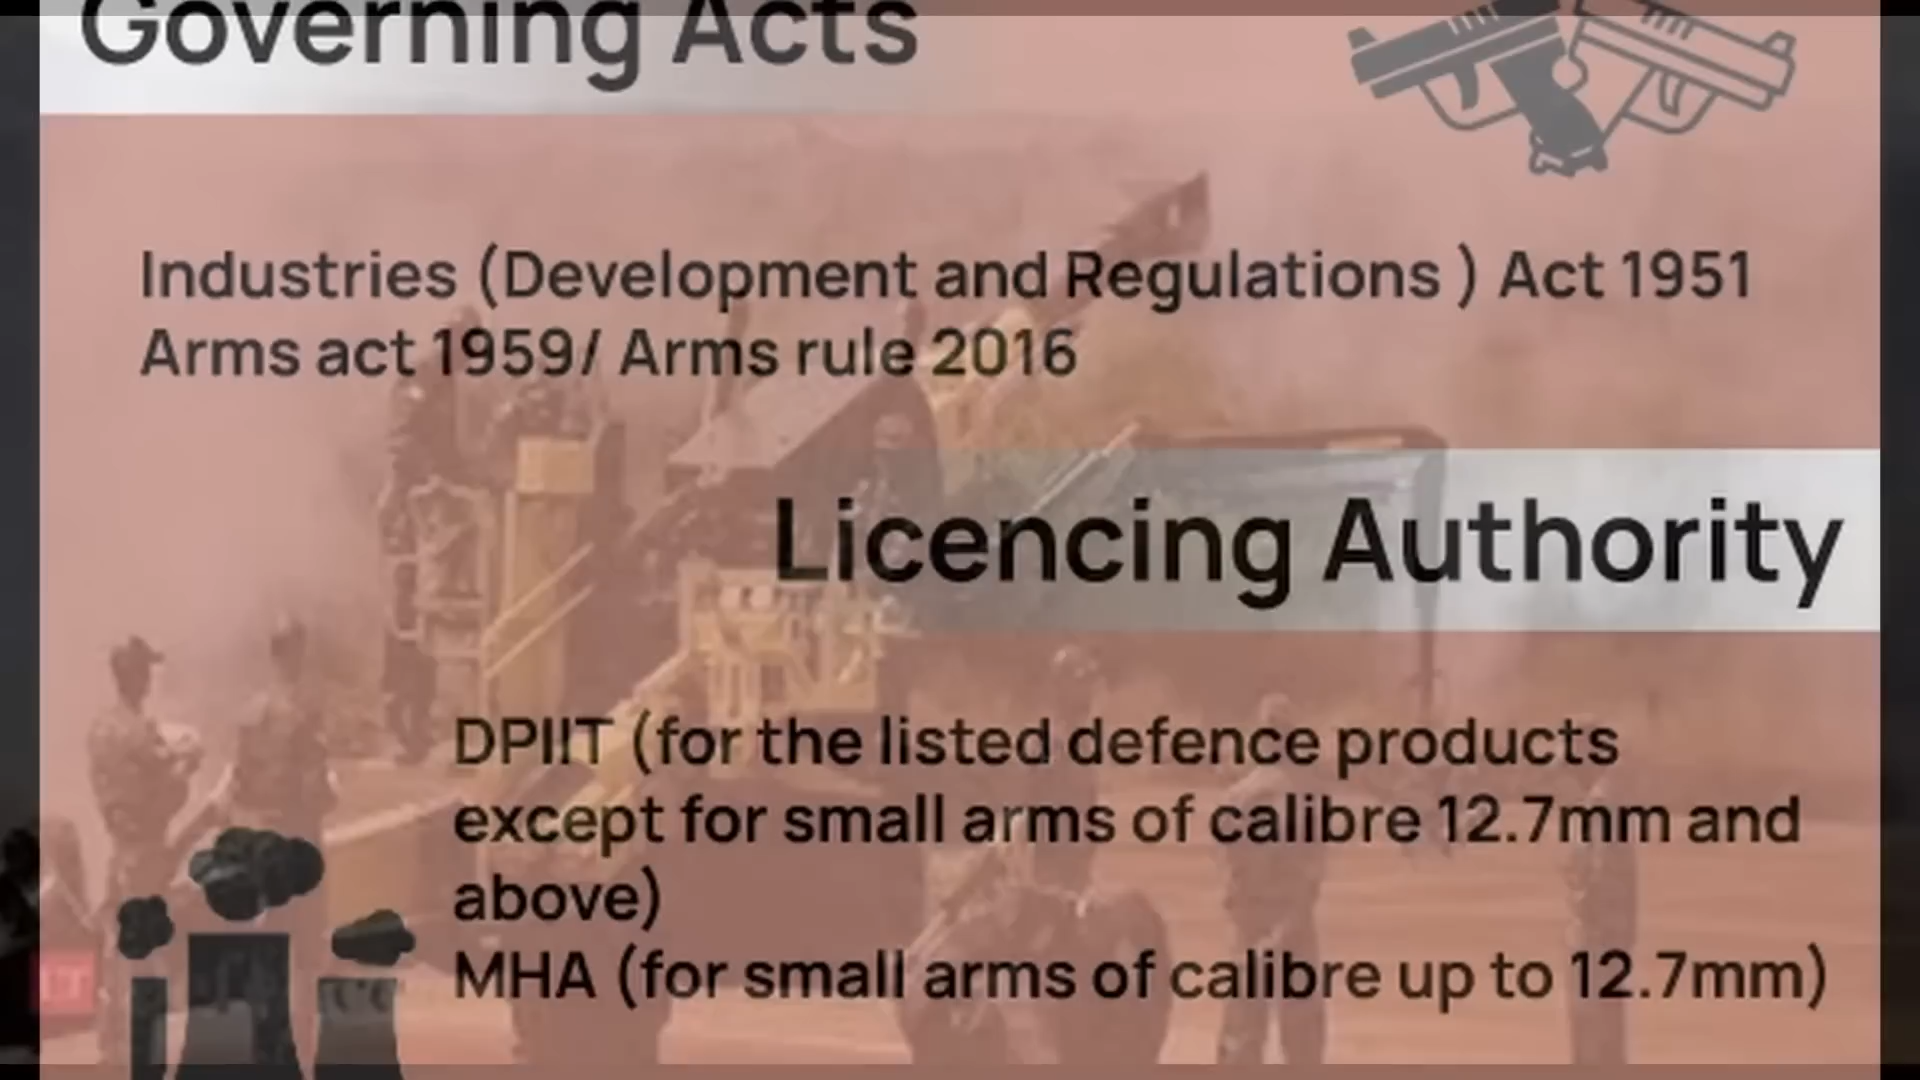 Governing Acts
Industries (Development and Regulations ) Act 1951
Arms act 1959/ Arms rule 2016
Licencing Authority
DPIIT (for the listed defence products
except for small arms of calibre 12.7mm and
above)
MHA (for small arms of calibre up to 12.7mm)